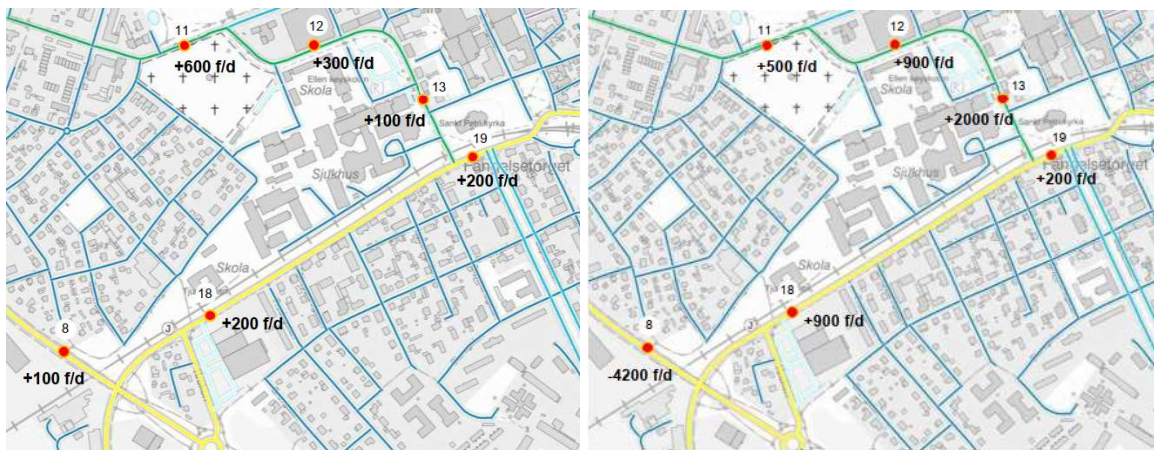 11
+600 f/d
12
+300 f/d
Ellen keyskolan
Skola
13
+100 f/d
Sankt Petri kyrka
19
Fängelsetorget
+200 f/d
Sjukhus
Skola
18
+200 f/d
J
8
+100 f/d
11
+500 f/d
12
+900 f/d
Ellen keyskolan
Skola
13
+2000 f/d
Sankt Petri kyrka
19
Fängelsetorget
+200 f/d
Sjukhus
Skola
18
+900 f/d
J
8
-4200 f/d